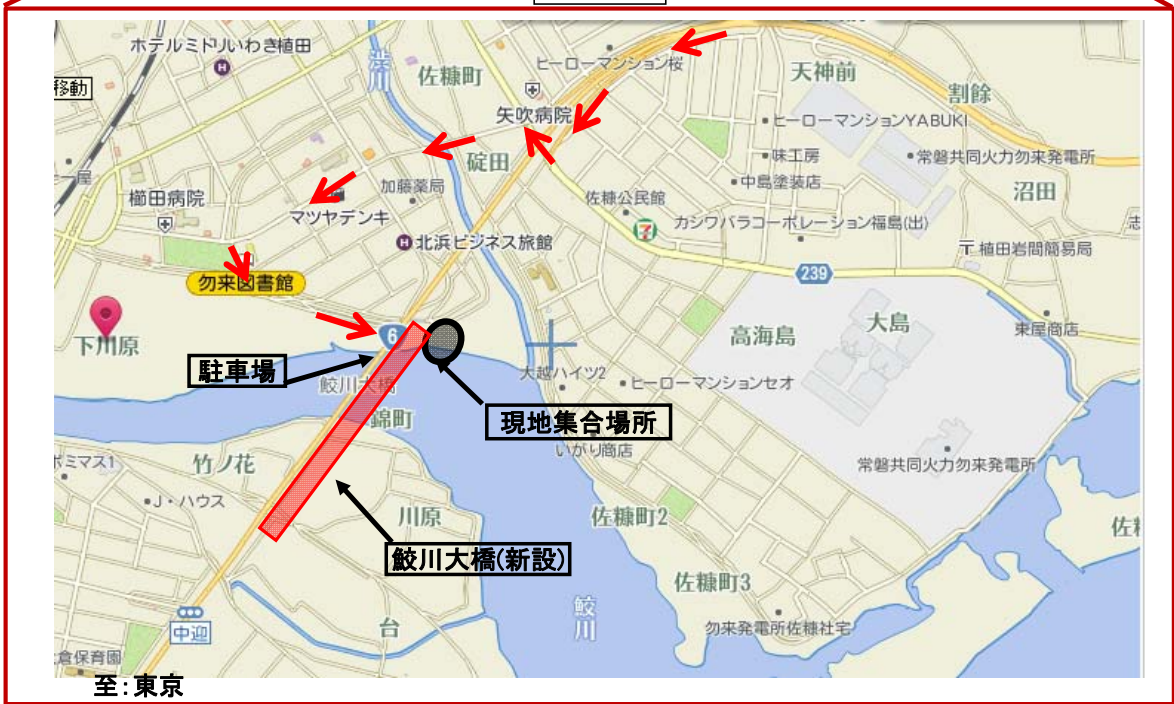 ホテルミドリいわき植田
移動
渋川
佐糠町
ヒーローマンション桜
天神前
割餘
矢吹病院
ヒーローマンションYABUKI
碇田
味工房
常磐共同火力勿来発電所
櫛田病院
加藤薬局
中島塗装店
沼田
佐糠公民館
マツヤデンキ
カシワバラコーポレーション福島(出)
北浜ビジネス旅館
植田岩間簡易局
239
勿来図書館
下川原
6
高海島
大島
東屋商店
駐車場
鮫川大橋
大越ハイツ2
ヒーローマンションセオ
錦町
現地集合場所
いがり商店
竹ノ花
常磐共同火力勿来発電所
J・ハウス
川原
佐糠町2
鮫川大橋(新設)
佐糠町3
鮫川
中迎
台
勿来発電所佐糠社宅
倉保育園
至:東京